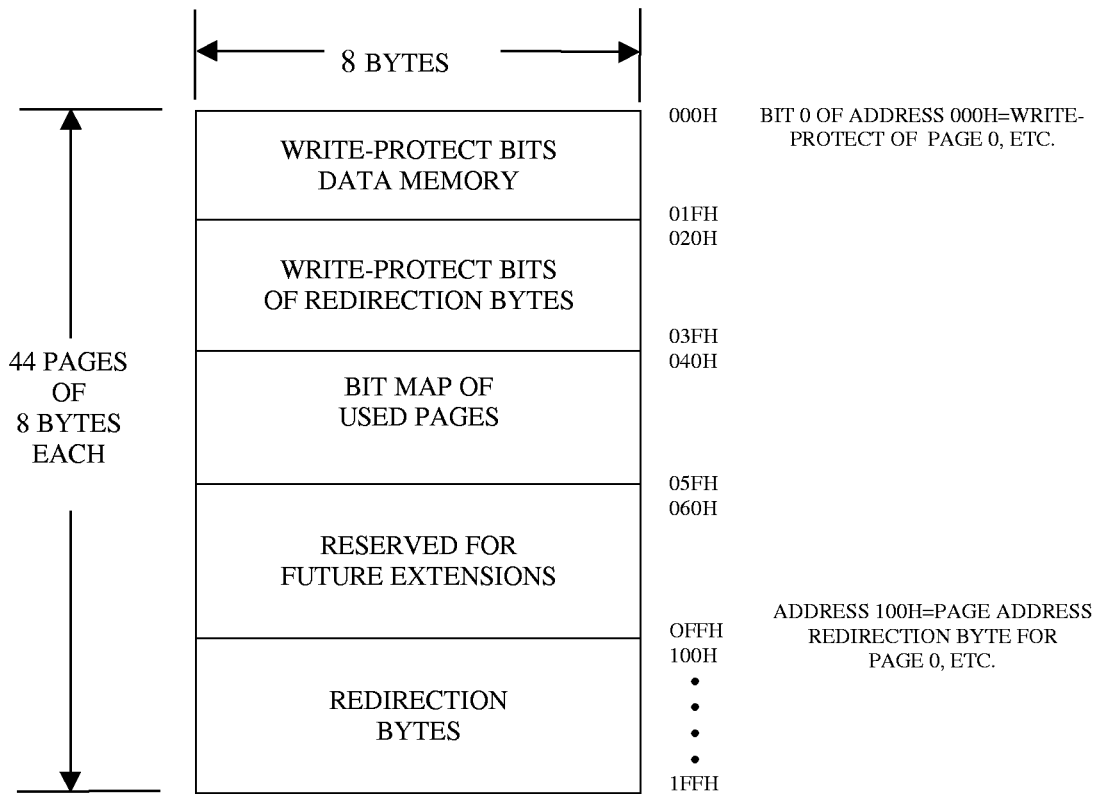 8 BYTES
000H
BIT 0 OF ADDRESS 000H=WRITE-
PROTECT OF PAGE 0, ETC.
WRITE-PROTECT BITS
DATA MEMORY
01FH
020H
WRITE-PROTECT BITS
OF REDIRECTION BYTES
03FH
040H
44 PAGES
OF
8 BYTES
EACH
BIT MAP OF
USED PAGES
05FH
060H
RESERVED FOR
FUTURE EXTENSIONS
OFFH
100H
ADDRESS 100H=PAGE ADDRESS
REDIRECTION BYTE FOR
PAGE 0, ETC.
REDIRECTION
BYTES
1FFH